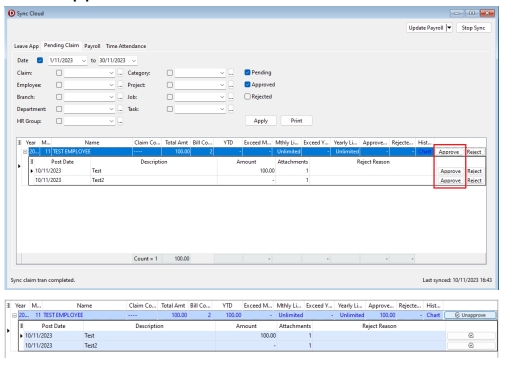 Sync Cloud
Update Payroll Stop Sync
Leave App Pending Claim Payroll Time Attendance
Date 1/11/2023 to 30/11/2023
Claim: ... Category: ... Pending
Employee: ... Project: ... Approved
Branch: ... Job: ... Rejected
Department: ... Task: ...
HR Group: ... Apply Print
Year M... Name Claim Co... Total Amt Bill Co... YTD Exceed M... Mthly Li... Exceed Y... Yearly Li... Approve... Rejecte... Hist...
20... 11 TEST EMPLOYEE ---- 100.00 2 - - Unlimited - Unlimited - - Chart Approve Reject
Post Date Description Amount Attachments Reject Reason
10/11/2023 Test 100.00 1 Approve Reject
10/11/2023 Test2 - 1 Approve Reject
Count = 1 100.00 - - -
Sync claim tran completed. Last synced: 10/11/2023 16:43
Year M... Name Claim Co... Total Amt Bill Co... YTD Exceed M... Mthly Li... Exceed Y... Yearly Li... Approve... Rejecte... Hist...
20... 11 TEST EMPLOYEE ---- 100.00 2 100.00 - Unlimited - Unlimited 100.00 - Chart Unapprove
Post Date Description Amount Attachments Reject Reason
10/11/2023 Test 100.00 1
10/11/2023 Test2 - 1